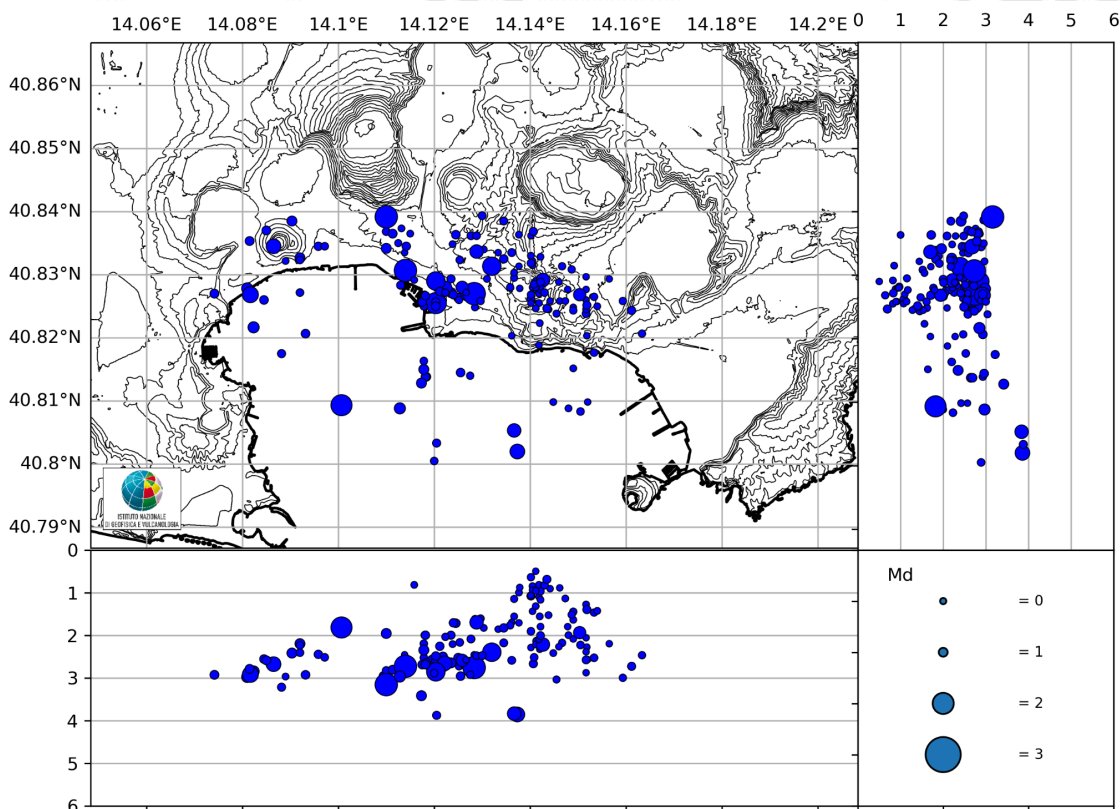 14.06°E 14.08°E 14.1°E 14.12°E 14.14°E 14.16°E 14.18°E 14.2°E 0 1 2 3 4 5 6
40.86°N
40.85°N
40.84°N
40.83°N
40.82°N
40.81°N
40.8°N
40.79°N
ISTITUTO NAZIONALE
DI GEOFISICA E VULCANOLOGIA
0
1
2
3
4
5
6
Md
= 0
= 1
= 2
= 3